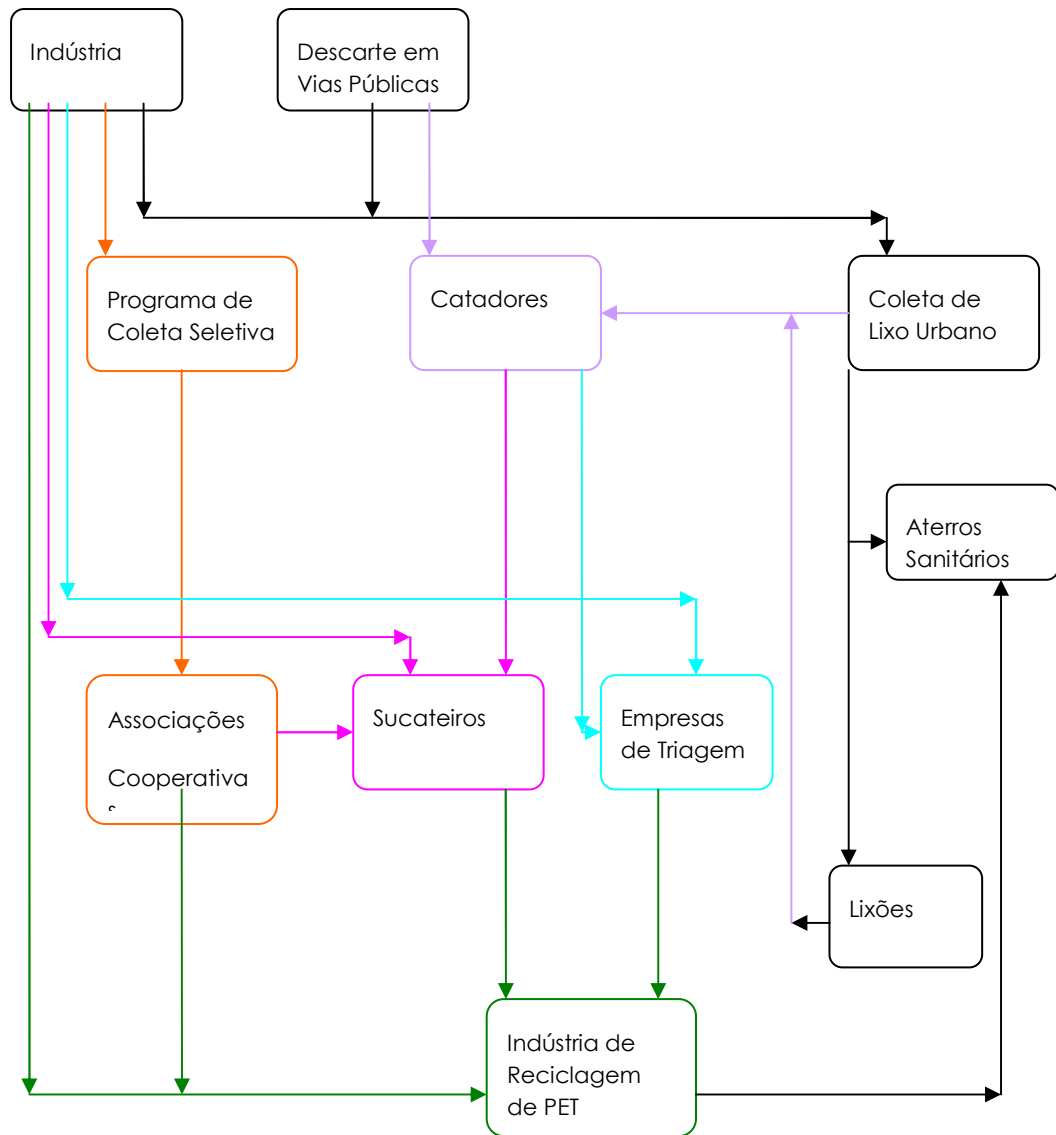 Indústria
Descarte em
Vias Públicas
Programa de
Coleta Seletiva
Catadores
Coleta de
Lixo Urbano
Aterros
Sanitários
Associações
Cooperativa
s
Sucateiros
Empresas
de Triagem
Lixões
Indústria de
Reciclagem
de PET